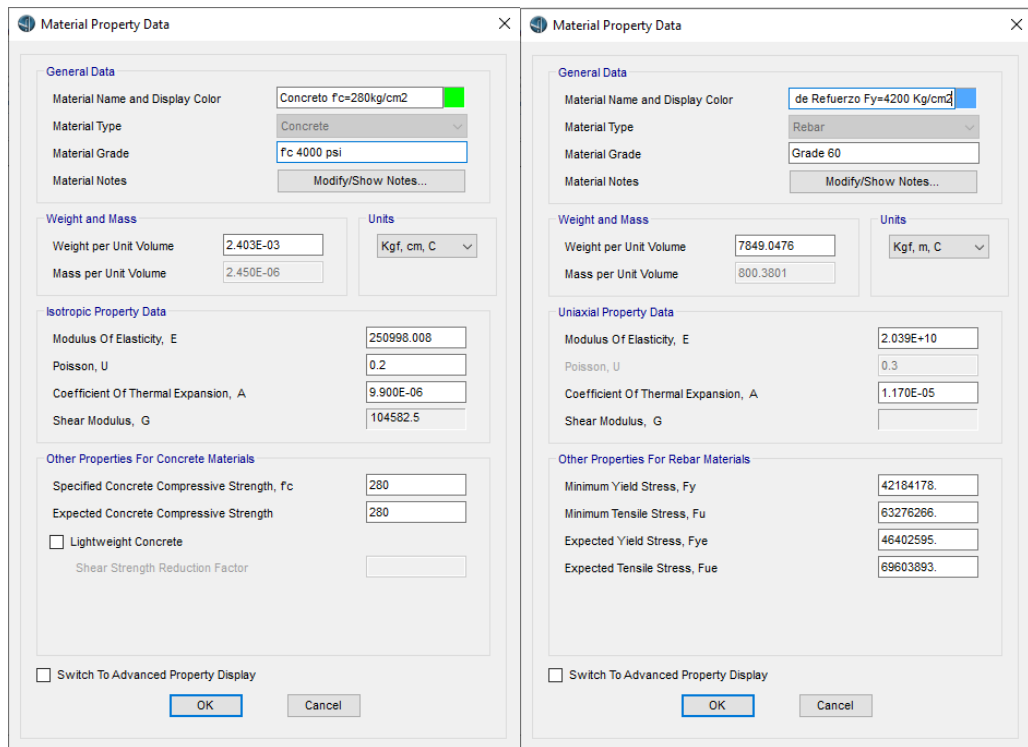 Material Property Data
General Data
Material Name and Display Color Concreto f'c=280kg/cm2
Material Type Concrete
Material Grade f'c 4000 psi
Material Notes Modify/Show Notes...
Weight and Mass
Weight per Unit Volume 2.403E-03
Mass per Unit Volume 2.450E-06
Units
Kgf, cm, C
Isotropic Property Data
Modulus Of Elasticity, E 250998.008
Poisson, U 0.2
Coefficient Of Thermal Expansion, A 9.900E-06
Shear Modulus, G 104582.5
Other Properties For Concrete Materials
Specified Concrete Compressive Strength, f'c 280
Expected Concrete Compressive Strength 280
Lightweight Concrete
Shear Strength Reduction Factor
Switch To Advanced Property Display
OK Cancel
Material Property Data
General Data
Material Name and Display Color de Refuerzo Fy=4200 Kg/cm2
Material Type Rebar
Material Grade Grade 60
Material Notes Modify/Show Notes...
Weight and Mass
Weight per Unit Volume 7849.0476
Mass per Unit Volume 800.3801
Units
Kgf, m, C
Uniaxial Property Data
Modulus Of Elasticity, E 2.039E+10
Poisson, U 0.3
Coefficient Of Thermal Expansion, A 1.170E-05
Shear Modulus, G
Other Properties For Rebar Materials
Minimum Yield Stress, Fy 42184178.
Minimum Tensile Stress, Fu 63276266.
Expected Yield Stress, Fye 46402595.
Expected Tensile Stress, Fue 69603893.
Switch To Advanced Property Display
OK Cancel